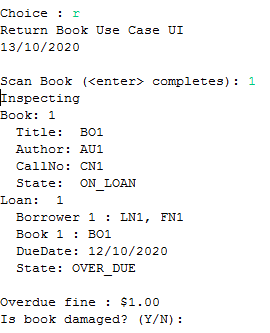 Choice : r
Return Book Use Case UI
13/10/2020

Scan Book (<enter> completes): 1
Inspecting
Book: 1
  Title:  BO1
  Author: AU1
  CallNo: CN1
  State:  ON_LOAN
Loan:  1
  Borrower 1 : LN1, FN1
  Book 1 : BO1
  DueDate: 12/10/2020
  State: OVER_DUE

Overdue fine : $1.00
Is book damaged? (Y/N):